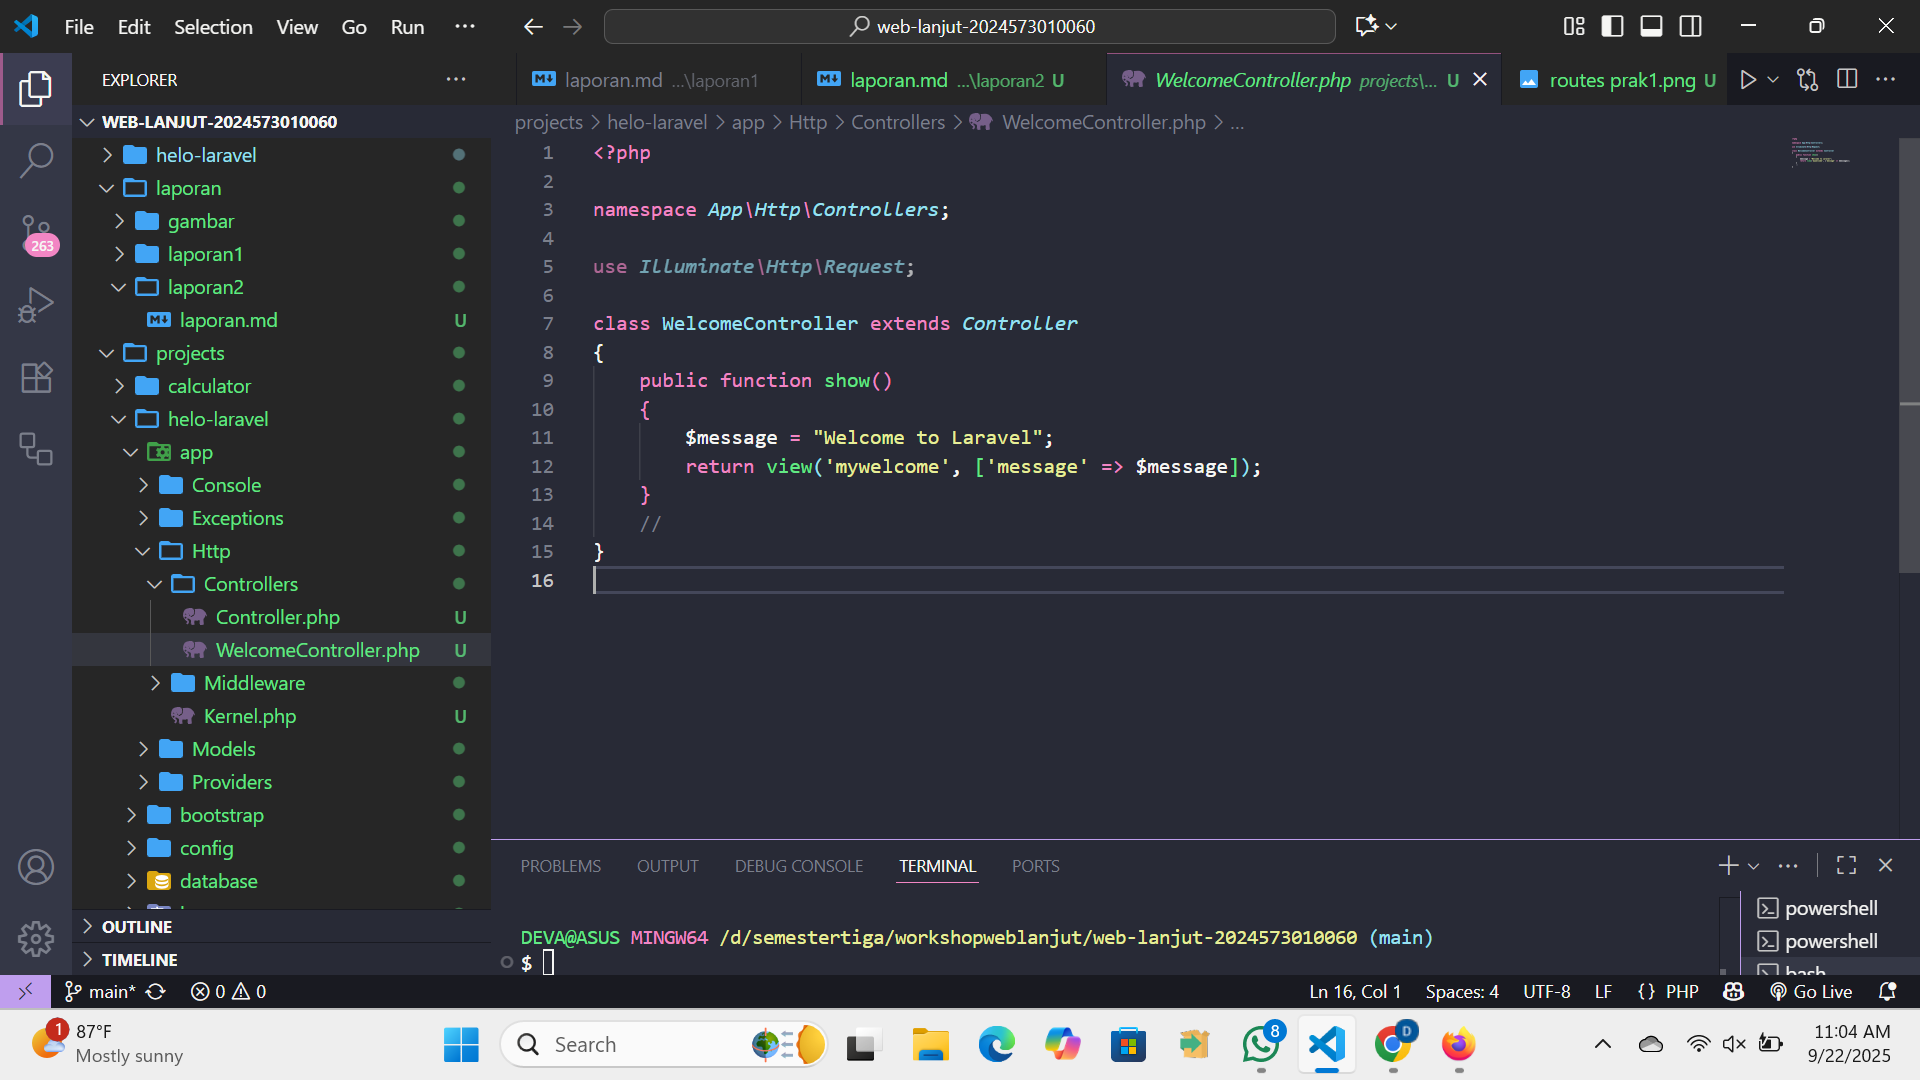 File Edit Selection View Go Run ···
web-lanjut-2024573010060
EXPLORER
laporan.md ...\laporan1
laporan.md ...\laporan2 U
WelcomeController.php projects\... U
routes prak1.png U
WEB-LANJUT-2024573010060
projects > helo-laravel > app > Http > Controllers > WelcomeController.php > ...
helo-laravel
laporan
gambar
laporan1
laporan2
laporan.md U
projects
calculator
helo-laravel
app
Console
Exceptions
Http
Controllers
Controller.php U
WelcomeController.php U
Middleware
Kernel.php U
Models
Providers
bootstrap
config
database
OUTLINE
TIMELINE
263
1 <?php
2
3 namespace App\Http\Controllers;
4
5 use Illuminate\Http\Request;
6
7 class WelcomeController extends Controller
8 {
9 public function show()
10 {
11 $message = "Welcome to Laravel";
12 return view('mywelcome', ['message' => $message]);
13 }
14 //
15 }
16
PROBLEMS OUTPUT DEBUG CONSOLE TERMINAL PORTS
DEVA@ASUS MINGW64 /d/semestertiga/workshopweblanjut/web-lanjut-2024573010060 (main)
$
powershell
powershell
bash
main* 0 0
Ln 16, Col 1 Spaces: 4 UTF-8 LF {} PHP Go Live
1
87°F
Mostly sunny
Search
8
D
11:04 AM
9/22/2025